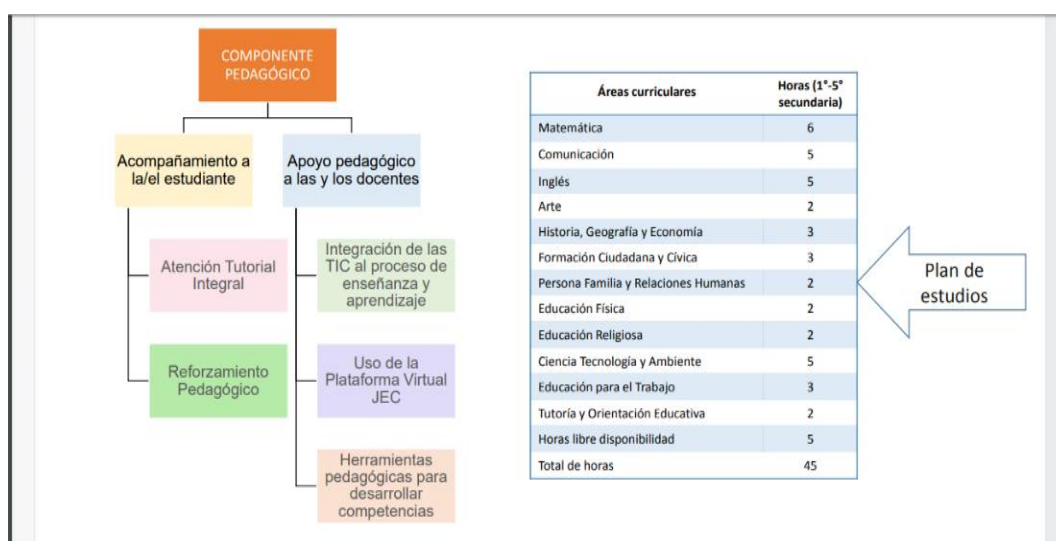 COMPONENTE
PEDAGÓGICO
Acompañamiento a
la/el estudiante
Apoyo pedagógico
a las y los docentes
Atención Tutorial
Integral
Integración de las
TIC al proceso de
enseñanza y
aprendizaje
Reforzamiento
Pedagógico
Uso de la
Plataforma Virtual
JEC
Herramientas
pedagógicas para
desarrollar
competencias
Áreas curriculares
Horas (1°-5°
secundaria)
Matemática 6
Comunicación 5
Inglés 5
Arte 2
Historia, Geografía y Economía 3
Formación Ciudadana y Cívica 3
Persona Familia y Relaciones Humanas 2
Educación Física 2
Educación Religiosa 2
Ciencia Tecnología y Ambiente 5
Educación para el Trabajo 3
Tutoría y Orientación Educativa 2
Horas libre disponibilidad 5
Total de horas 45
Plan de
estudios